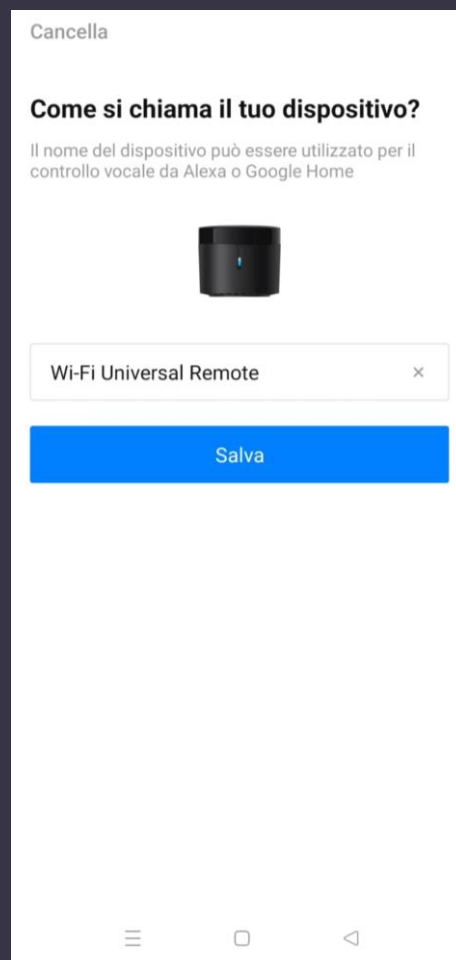 Cancella
Come si chiama il tuo dispositivo?
Il nome del dispositivo può essere utilizzato per il
controllo vocale da Alexa o Google Home
Wi-Fi Universal Remote
Salva